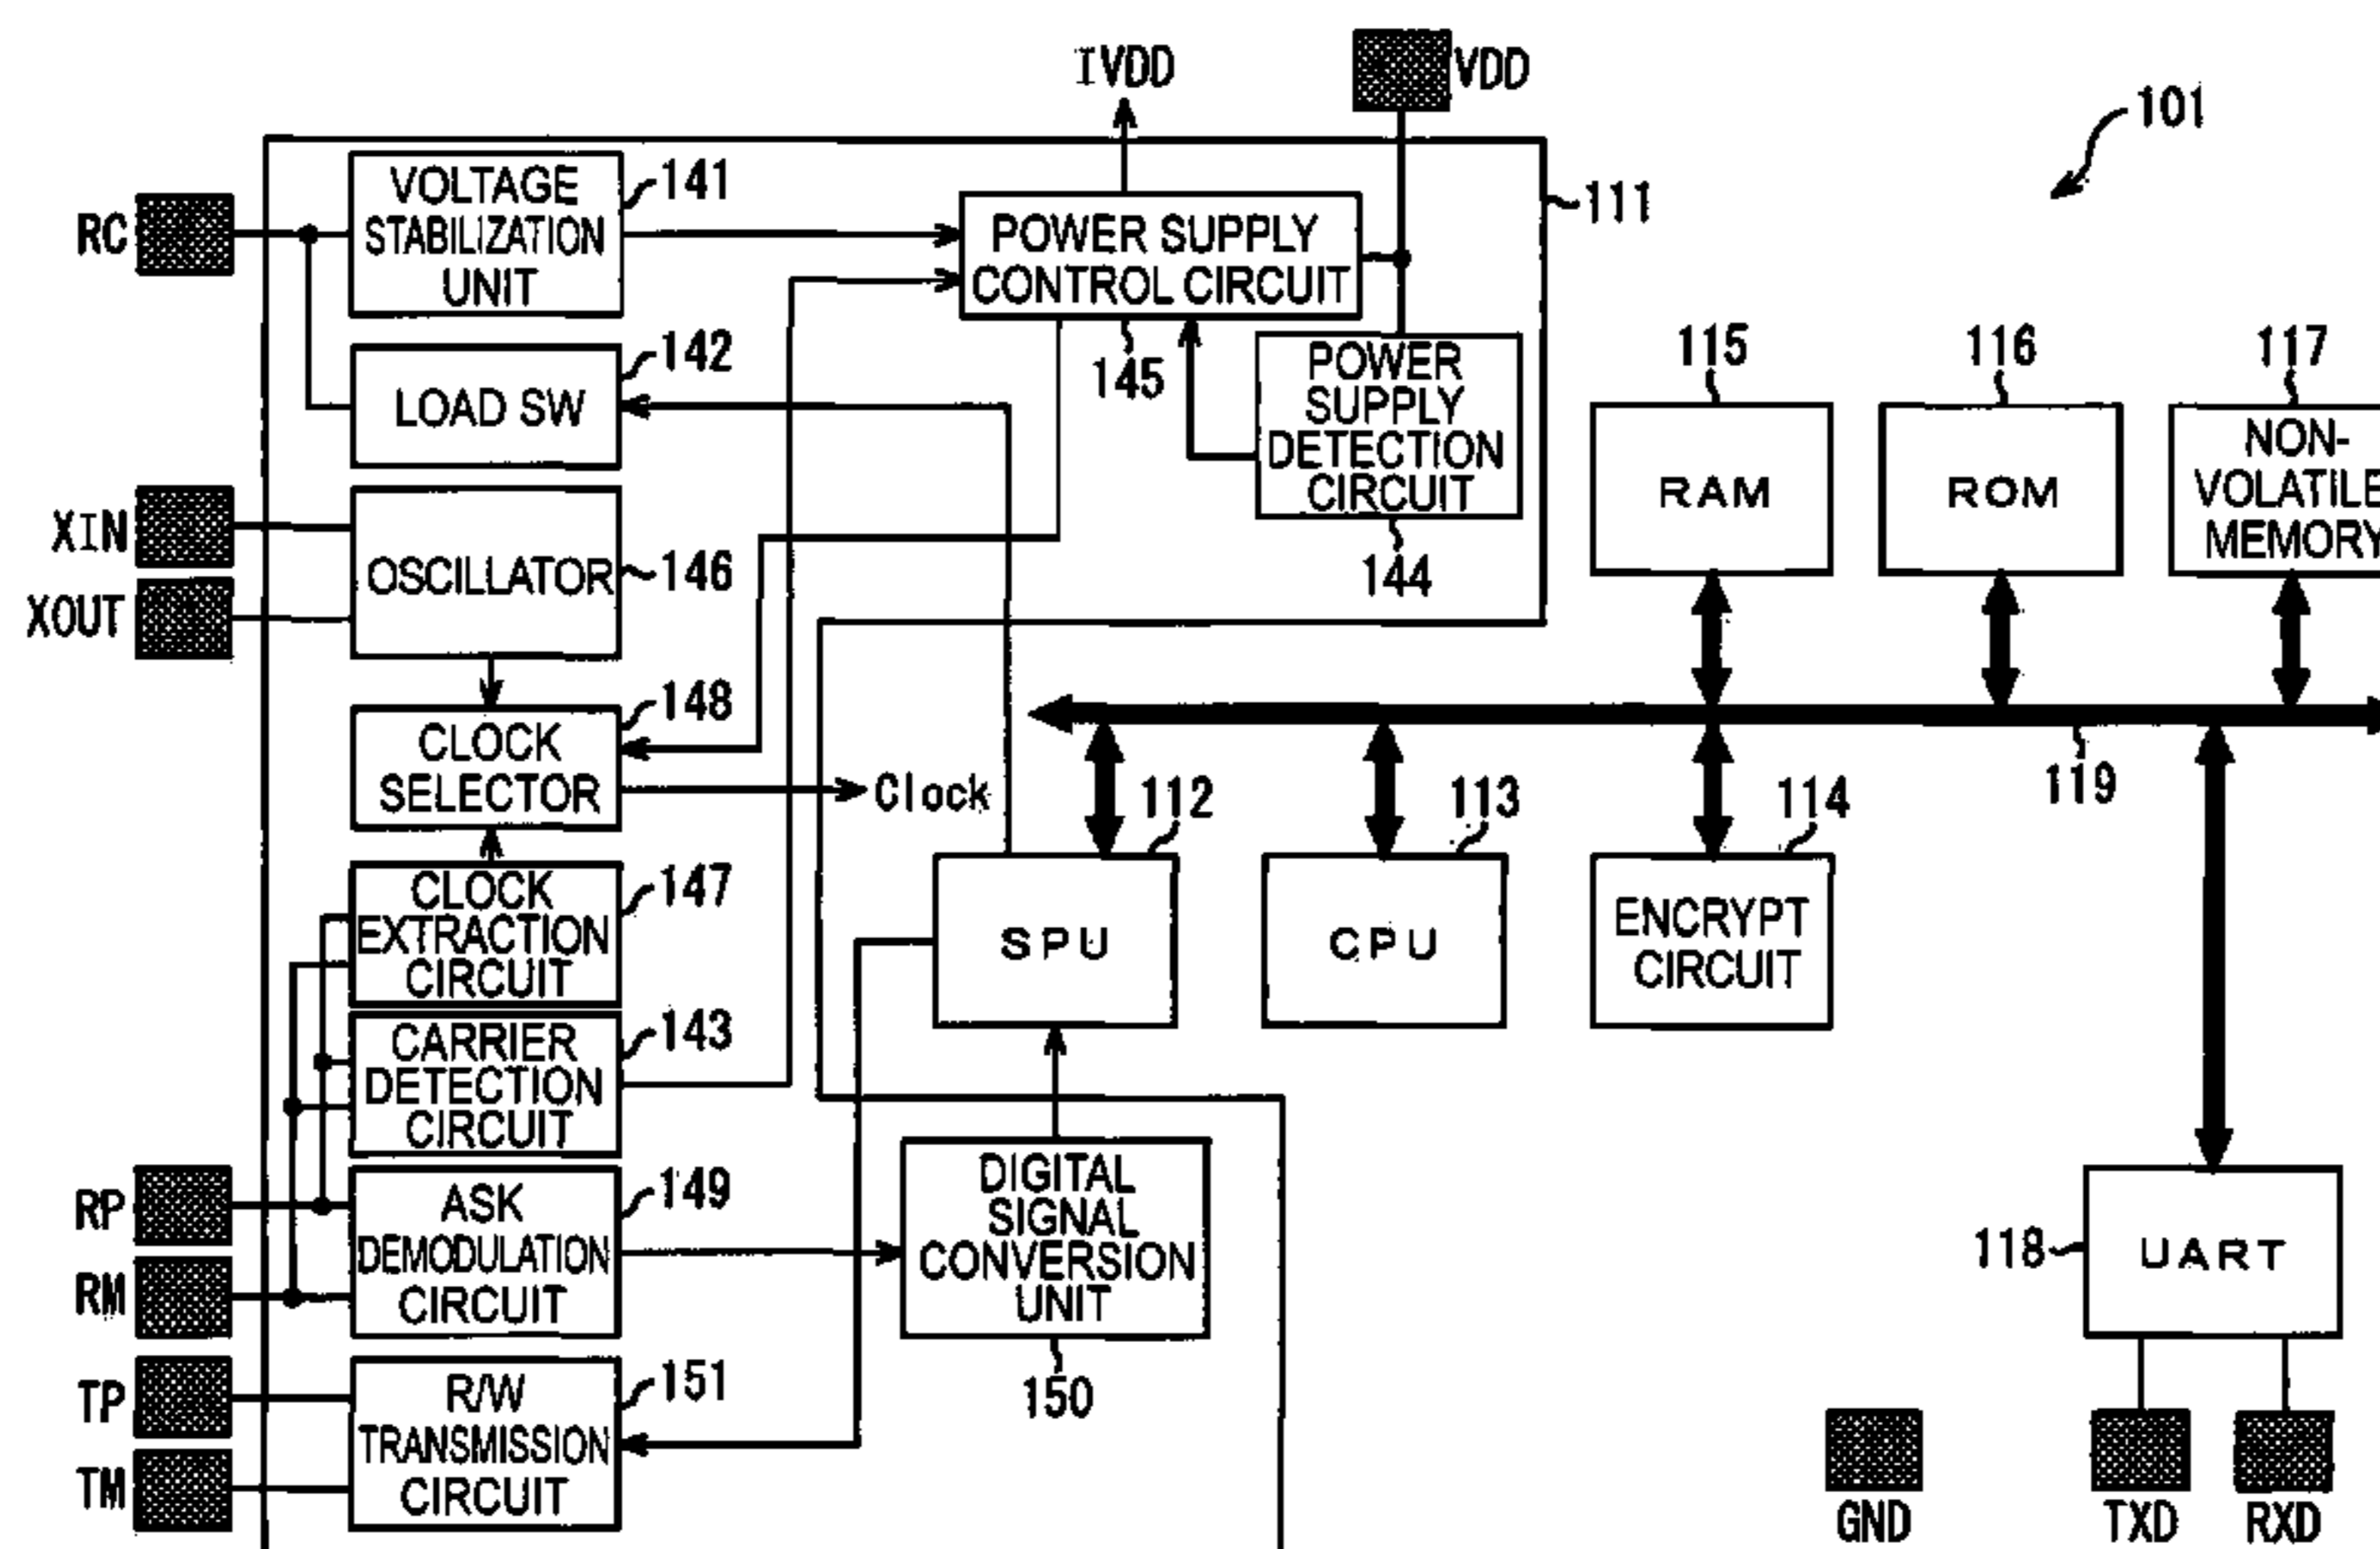 IVDD
VDD
101
VOLTAGE
STABILIZATION
UNIT
141
111
RC
POWER SUPPLY
CONTROL CIRCUIT
145
LOAD SW
142
POWER
SUPPLY
DETECTION
CIRCUIT
144
115
RAM
116
ROM
117
NON-
VOLATILE
MEMORY
XIN
XOUT
OSCILLATOR
146
CLOCK
SELECTOR
148
Clock
119
112
SPU
113
CPU
114
ENCRYPT
CIRCUIT
CLOCK
EXTRACTION
CIRCUIT
147
CARRIER
DETECTION
CIRCUIT
143
RP
RM
ASK
DEMODULATION
CIRCUIT
149
DIGITAL
SIGNAL
CONVERSION
UNIT
150
118
UART
TP
TM
R/W
TRANSMISSION
CIRCUIT
151
GND
TXD
RXD